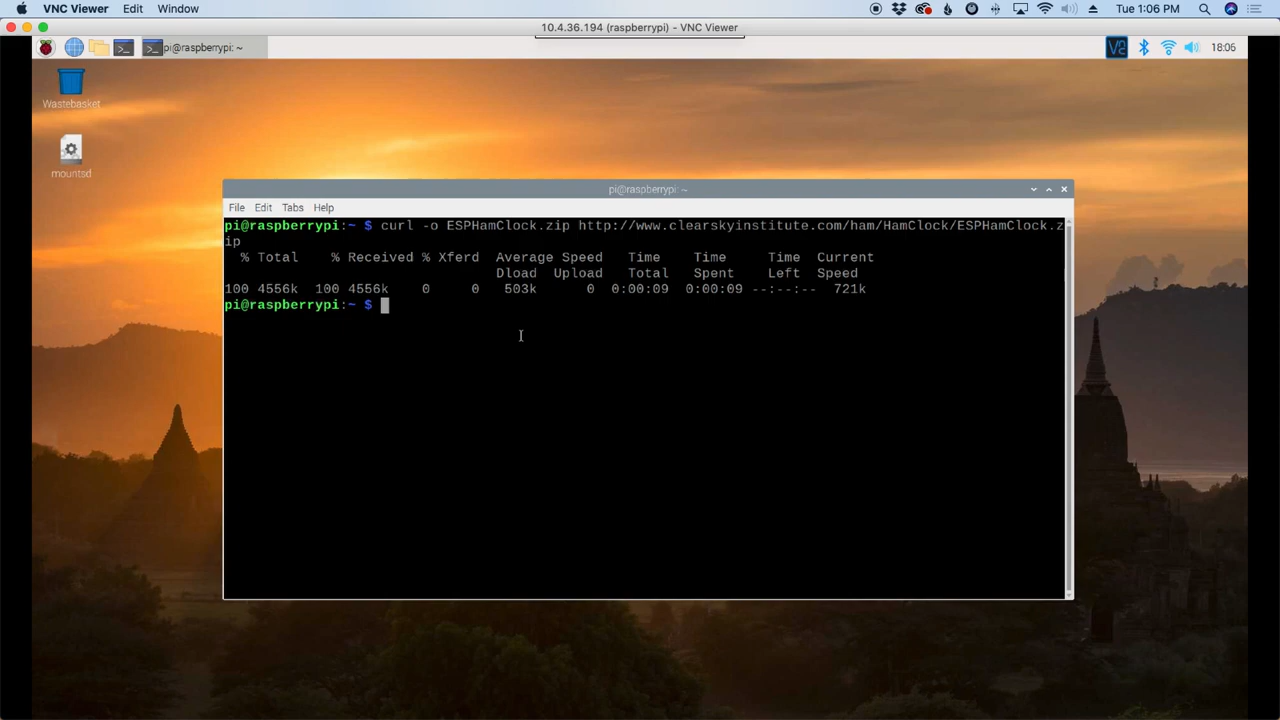 VNC Viewer Edit Window Tue 1:06 PM
10.4.36.194 (raspberrypi) - VNC Viewer
pi@raspberrypi: ~ V2 18:06
Wastebasket
mountsd
pi@raspberrypi: ~
File Edit Tabs Help
pi@raspberrypi:~ $ curl -o ESPHamClock.zip http://www.clearskyinstitute.com/ham/HamClock/ESPHamClock.z
ip
% Total % Received % Xferd Average Speed Time Time Time Current
Dload Upload Total Spent Left Speed
100 4556k 100 4556k 0 0 503k 0 0:00:09 0:00:09 --:--:-- 721k
pi@raspberrypi:~ $